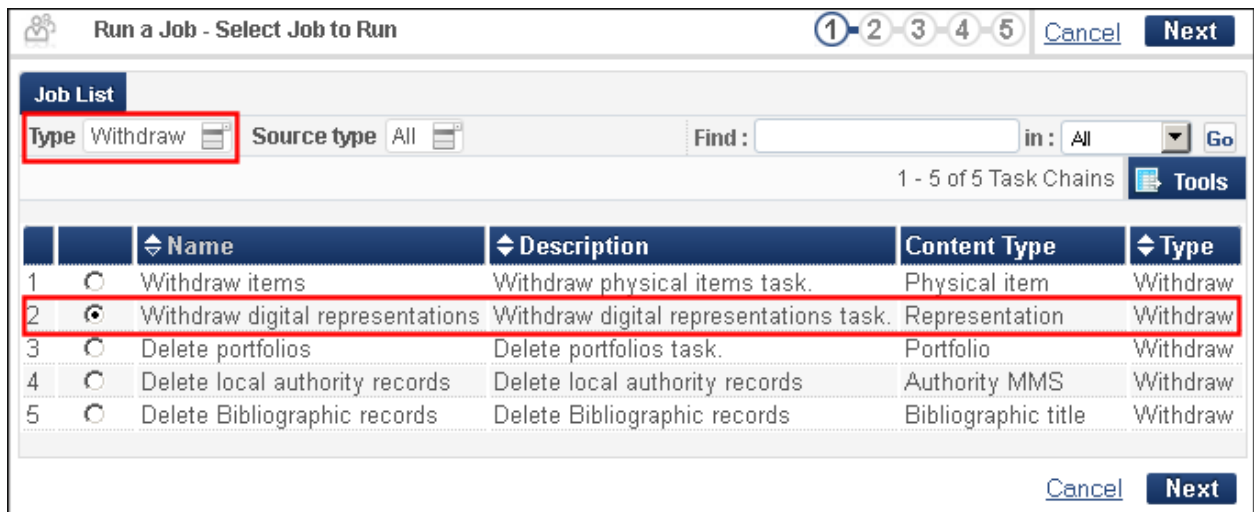 Run a Job - Select Job to Run 1 2 3 4 5 Cancel Next
Job List
Type Withdraw Source type All Find : in : All Go
1 - 5 of 5 Task Chains Tools
Name Description Content Type Type
1 Withdraw items Withdraw physical items task. Physical item Withdraw
2 Withdraw digital representations Withdraw digital representations task. Representation Withdraw
3 Delete portfolios Delete portfolios task. Portfolio Withdraw
4 Delete local authority records Delete local authority records Authority MMS Withdraw
5 Delete Bibliographic records Delete Bibliographic records Bibliographic title Withdraw
Cancel Next